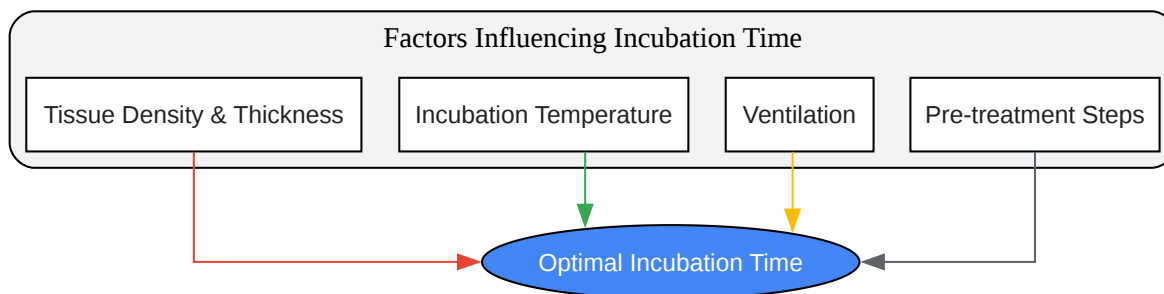 Factors Influencing Incubation Time
Tissue Density & Thickness
Incubation Temperature
Ventilation
Pre-treatment Steps
Optimal Incubation Time